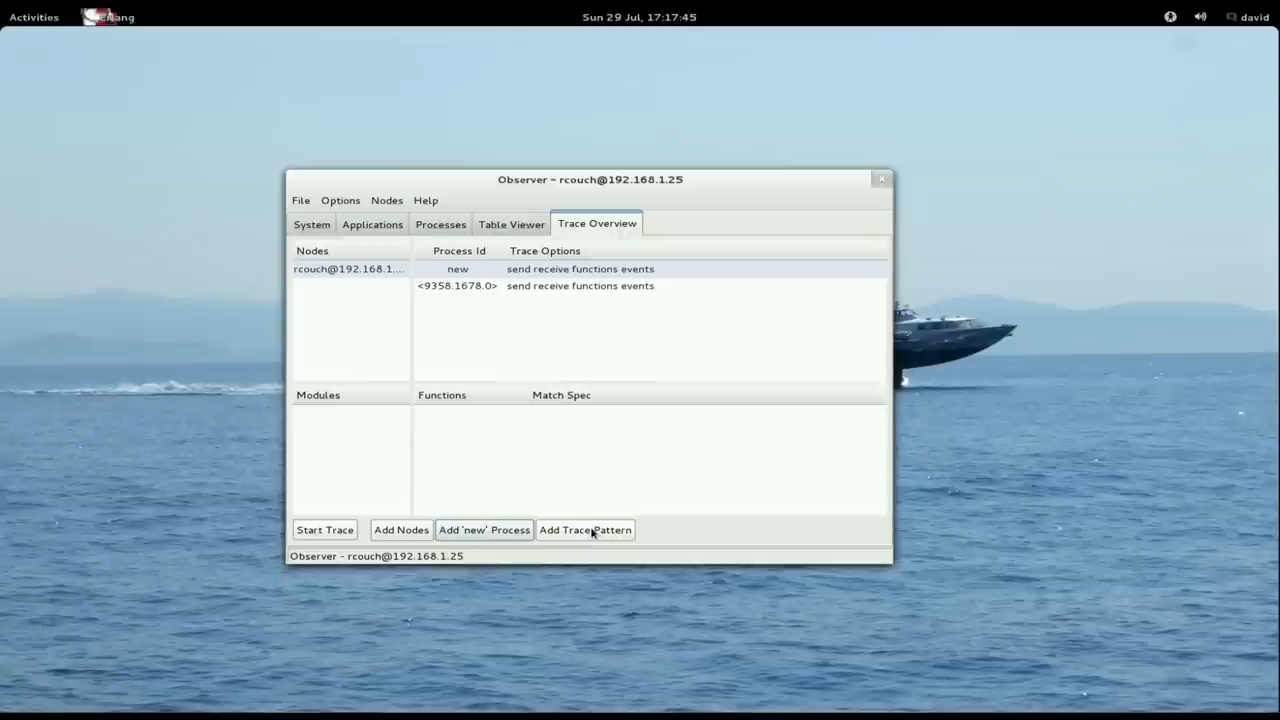 Activities Erlang Sun 29 Jul, 17:17:45 david
Observer – rcouch@192.168.1.25
File Options Nodes Help
System Applications Processes Table Viewer Trace Overview
Nodes Process Id Trace Options
rcouch@192.168.1.... new send receive functions events
<9358.1678.0> send receive functions events
Modules Functions Match Spec
Start Trace Add Nodes Add 'new' Process Add Trace Pattern
Observer - rcouch@192.168.1.25